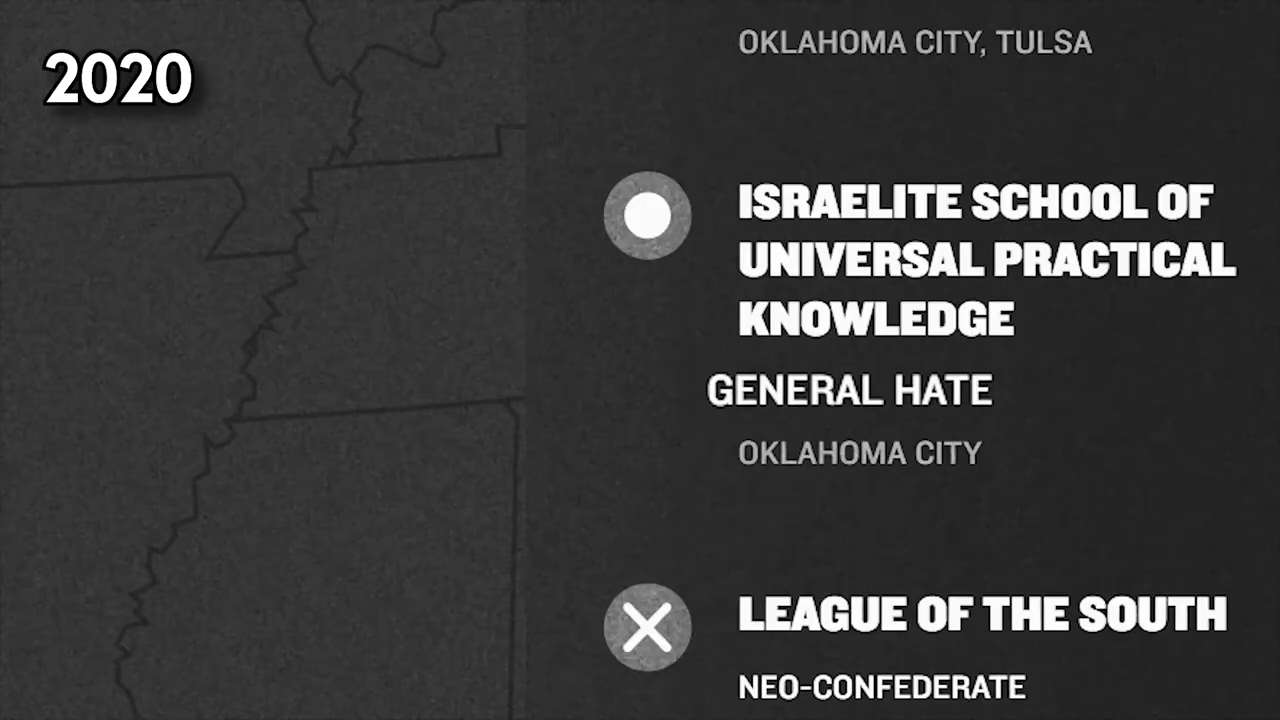 2020
OKLAHOMA CITY, TULSA
ISRAELITE SCHOOL OF
UNIVERSAL PRACTICAL
KNOWLEDGE
GENERAL HATE
OKLAHOMA CITY
LEAGUE OF THE SOUTH
NEO-CONFEDERATE